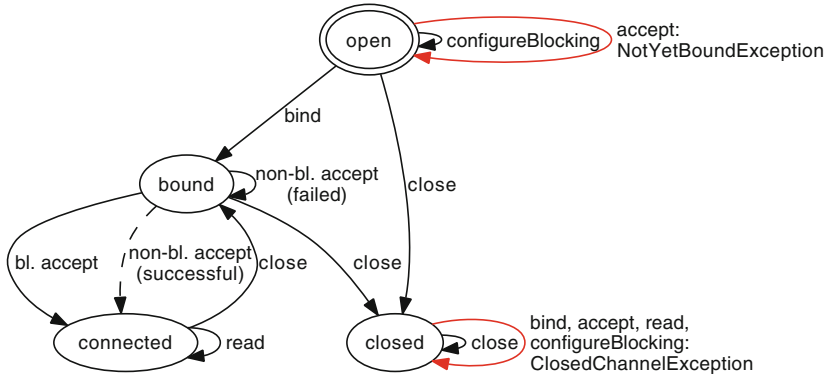 open
configureBlocking
accept:
NotYetBoundException
bind
bound
non-bl. accept
(failed)
close
bl. accept
non-bl. accept
(successful)
close
close
connected
read
closed
close
bind, accept, read,
configureBlocking:
ClosedChannelException